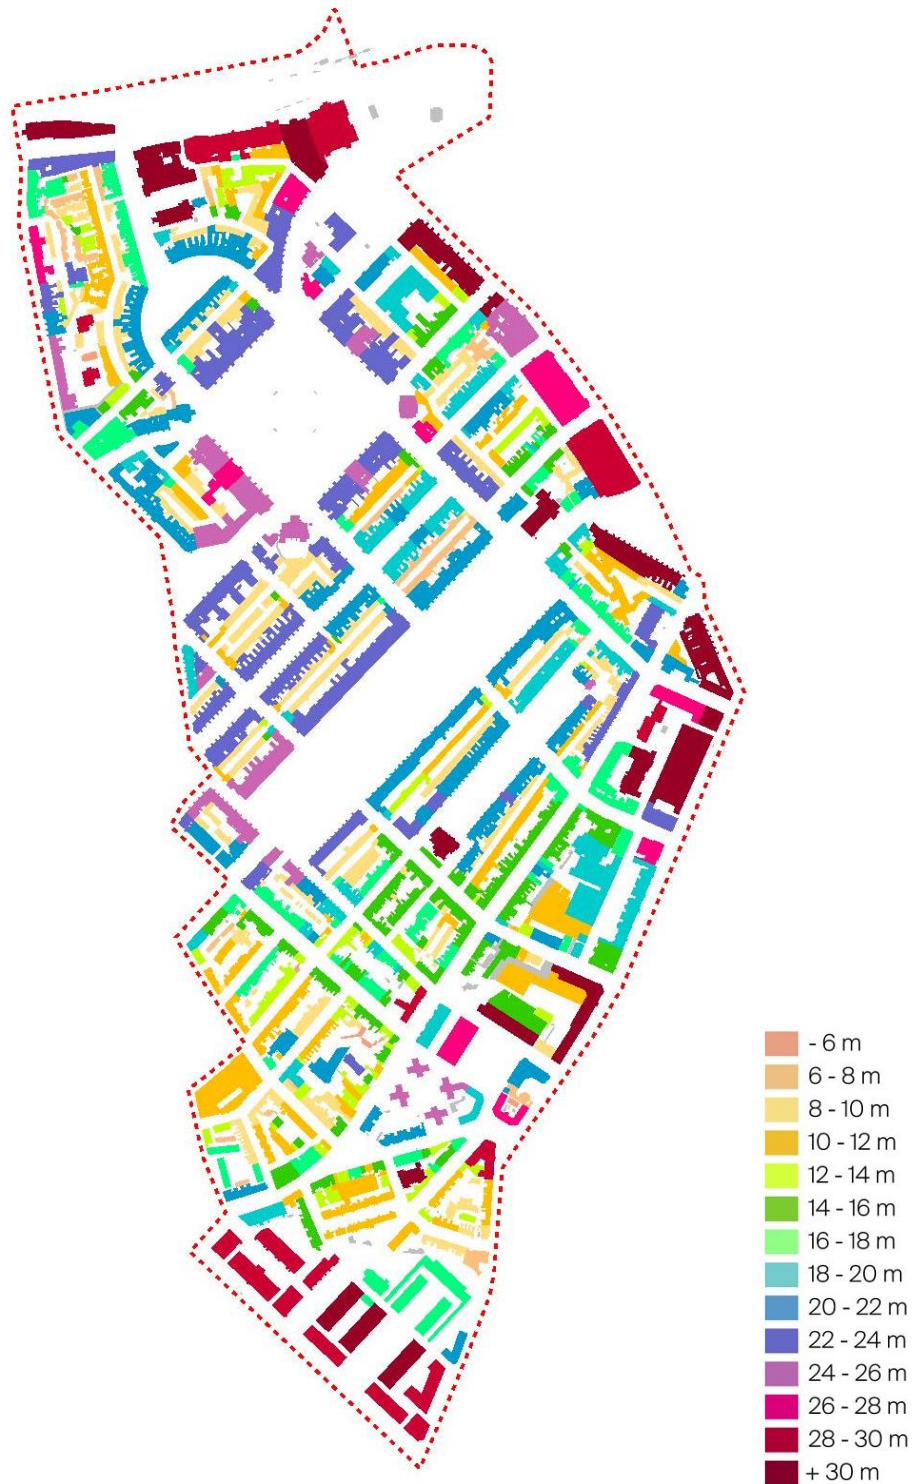 - 6 m
6 - 8 m
8 - 10 m
10 - 12 m
12 - 14 m
14 - 16 m
16 - 18 m
18 - 20 m
20 - 22 m
22 - 24 m
24 - 26 m
26 - 28 m
28 - 30 m
+ 30 m